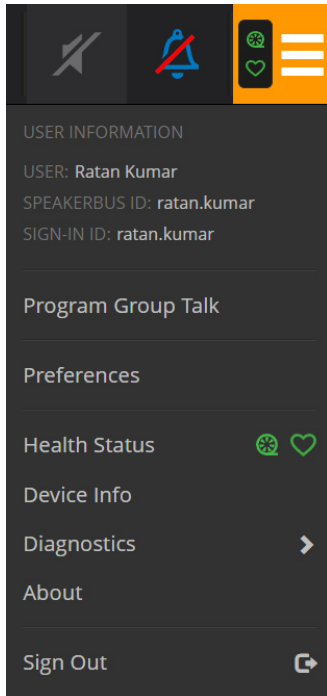 USER INFORMATION
USER: Ratan Kumar
SPEAKERBUS ID: ratan.kumar
SIGN-IN ID: ratan.kumar
Program Group Talk
Preferences
Health Status
Device Info
Diagnostics
About
Sign Out